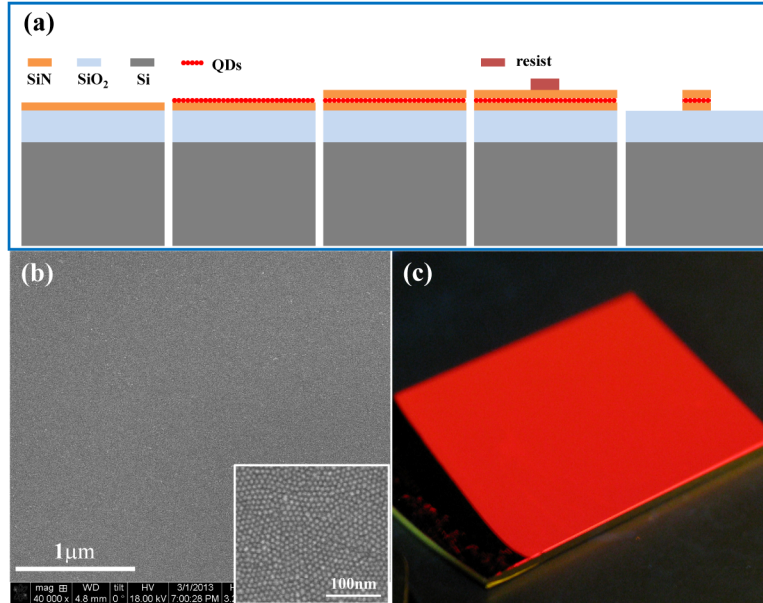 (a)
QDs
resist
SiN
SiO₂
Si
(b)
(c)
1μm
100nm
mag WD tilt HV 3/1/2013
40 000 x 4.8 mm 0 ° 18.00 kV 7:00:28 PM